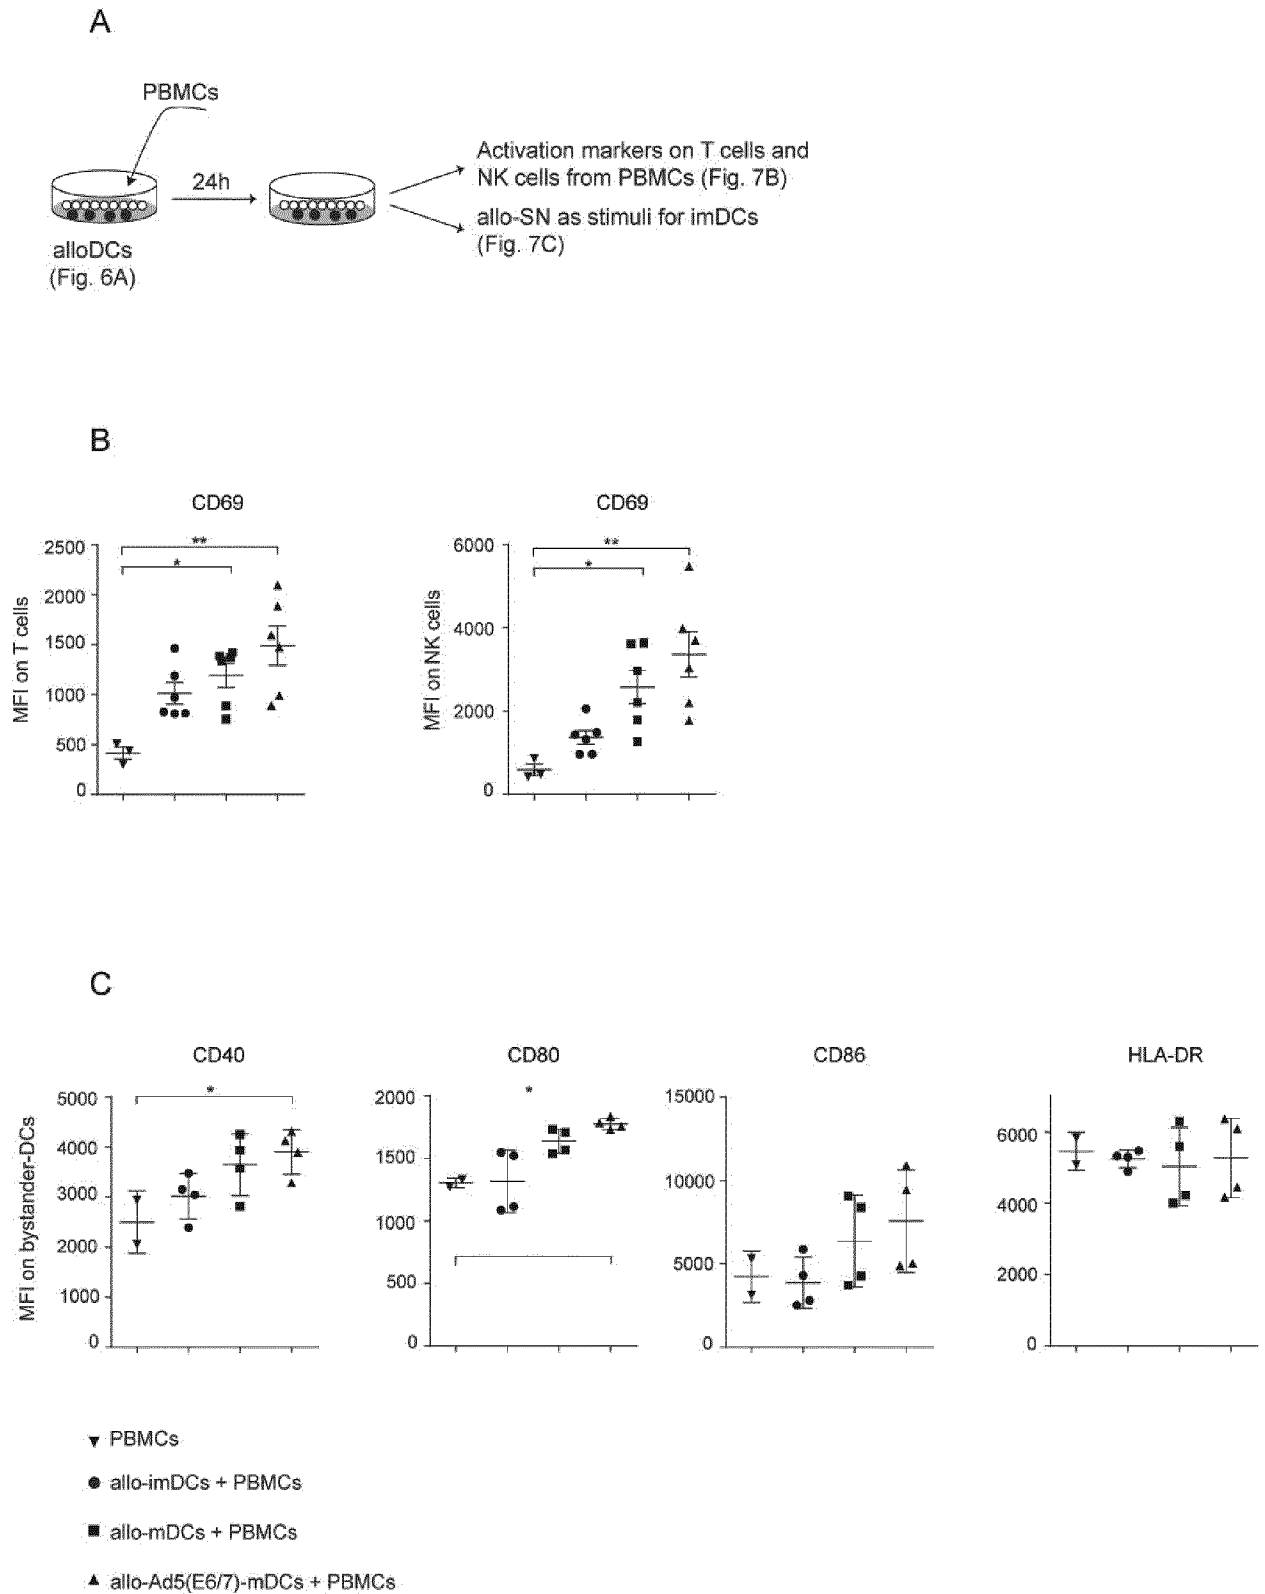 A
PBMCs
24h
alloDCs
(Fig. 6A)
Activation markers on T cells and
NK cells from PBMCs (Fig. 7B)
allo-SN as stimuli for imDCs
(Fig. 7C)
B
CD69
MFI on T cells
2500
2000
1500
1000
500
0
**
*
CD69
MFI on NK cells
6000
4000
2000
0
**
*
C
CD40
MFI on bystander-DCs
5000
4000
3000
2000
1000
0
*
CD80
2000
1500
1000
500
0
*
CD86
15000
10000
5000
0
HLA-DR
6000
4000
2000
0
PBMCs
allo-imDCs + PBMCs
allo-mDCs + PBMCs
allo-Ad5(E6/7)-mDCs + PBMCs